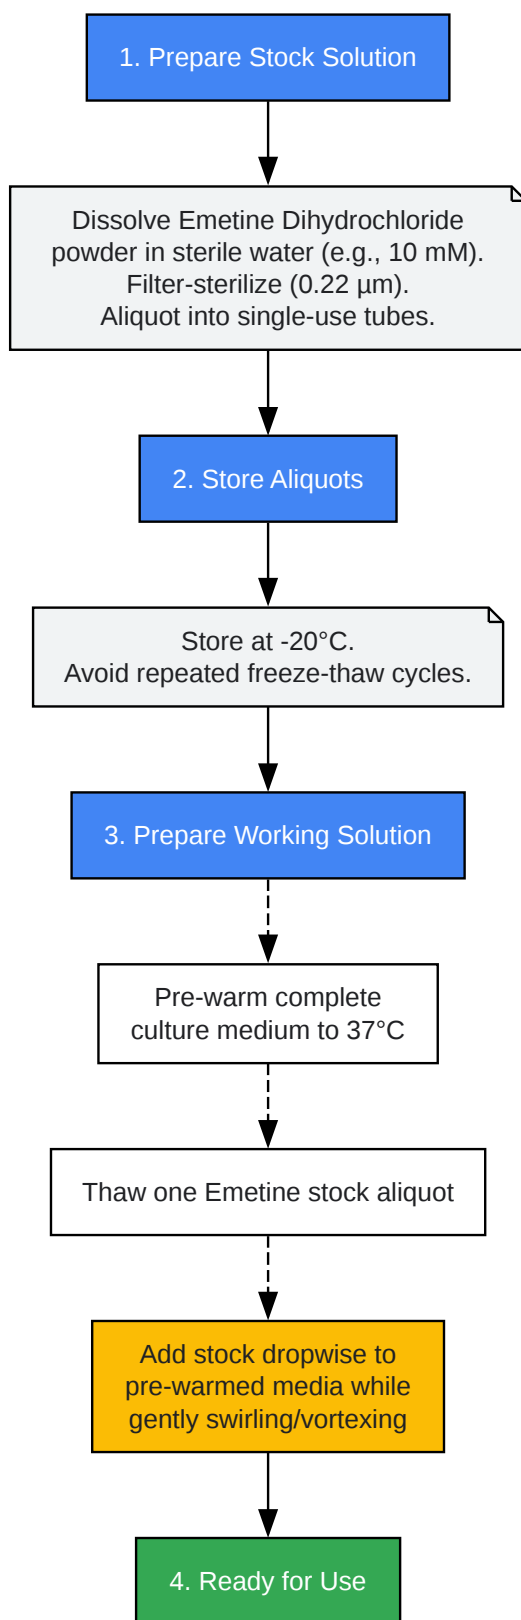 1. Prepare Stock Solution
Dissolve Emetine Dihydrochloride
powder in sterile water (e.g., 10 mM).
Filter-sterilize (0.22 µm).
Aliquot into single-use tubes.
2. Store Aliquots
Store at -20°C.
Avoid repeated freeze-thaw cycles.
3. Prepare Working Solution
Pre-warm complete
culture medium to 37°C
Thaw one Emetine stock aliquot
Add stock dropwise to
pre-warmed media while
gently swirling/vortexing
4. Ready for Use